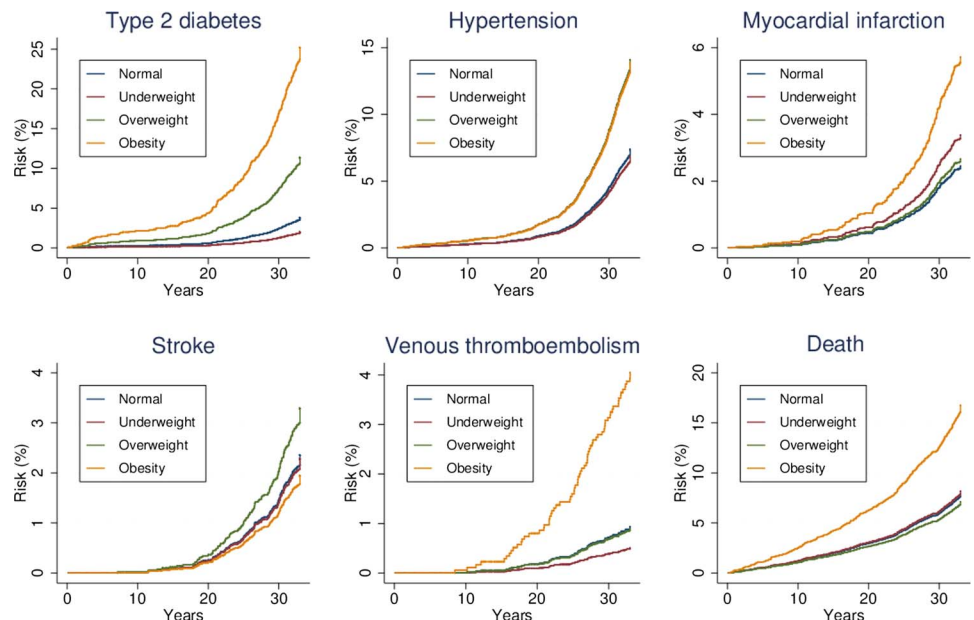 Type 2 diabetes
25
20
15
10
5
0
Risk (%)
Normal
Underweight
Overweight
Obesity
0 10 20 30
Years
Hypertension
15
10
5
0
Risk (%)
Normal
Underweight
Overweight
Obesity
0 10 20 30
Years
Myocardial infarction
6
4
2
0
Risk (%)
Normal
Underweight
Overweight
Obesity
0 10 20 30
Years
Stroke
4
3
2
1
0
Risk (%)
Normal
Underweight
Overweight
Obesity
0 10 20 30
Years
Venous thromboembolism
4
3
2
1
0
Risk (%)
Normal
Underweight
Overweight
Obesity
0 10 20 30
Years
Death
20
15
10
5
0
Risk (%)
Normal
Underweight
Overweight
Obesity
0 10 20 30
Years